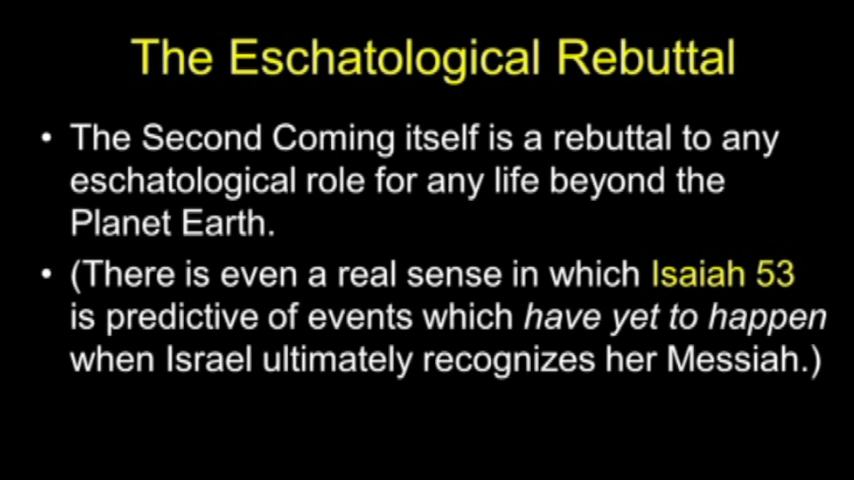 The Eschatological Rebuttal
• The Second Coming itself is a rebuttal to any
eschatological role for any life beyond the
Planet Earth.
• (There is even a real sense in which Isaiah 53
is predictive of events which have yet to happen
when Israel ultimately recognizes her Messiah.)